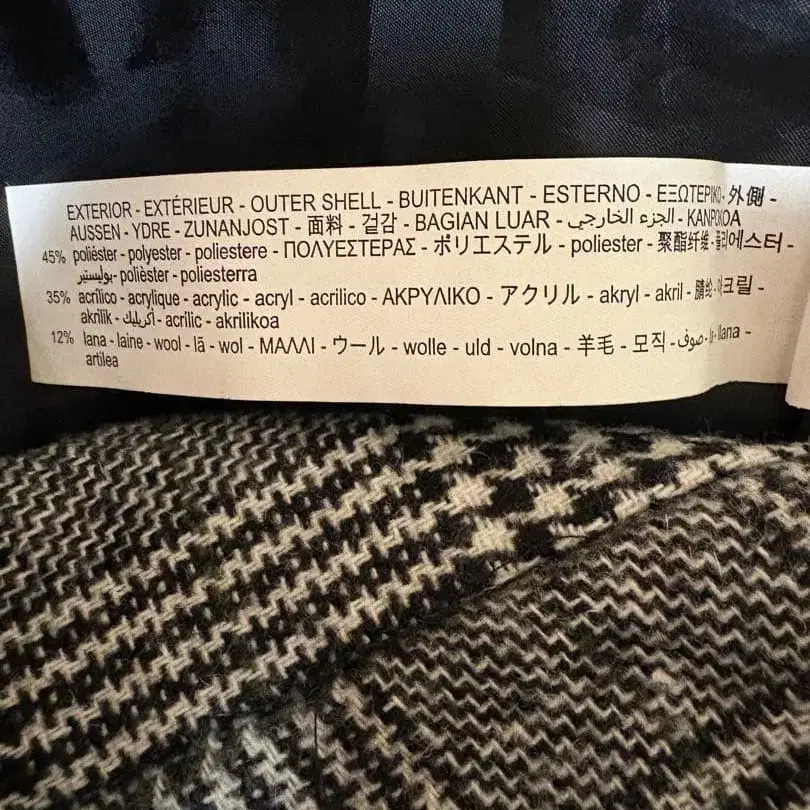 EXTERIOR - EXTÉRIEUR - OUTER SHELL - BUITENKANT - ESTERNO - ΕΞΩΤΕΡΙΚΟ - 外側 -
AUSSEN - YDRE - ZUNANJOST - 面料 - 겉감 - BAGIAN LUAR - الجزء الخارجي - KANPOKOA
45% poliéster - polyester - poliestere - ΠΟΛΥΕΣΤΕΡΑΣ - ポリエステル - poliester - 聚酯纤维 - 폴리에스터 -
بوليستير - polièster - poliesterra
35% acrílico - acrylique - acrylic - acryl - acrilico - ΑΚΡΥΛΙΚΟ - アクリル - akryl - akril - 腈纶 - 아크릴 -
akrilik - أكريليك - acrílic - akrilikoa
12% lana - laine - wool - lã - wol - ΜΑΛΛΙ - ウール - wolle - uld - volna - 羊毛 - 모직 - صوف - llana -
artilea